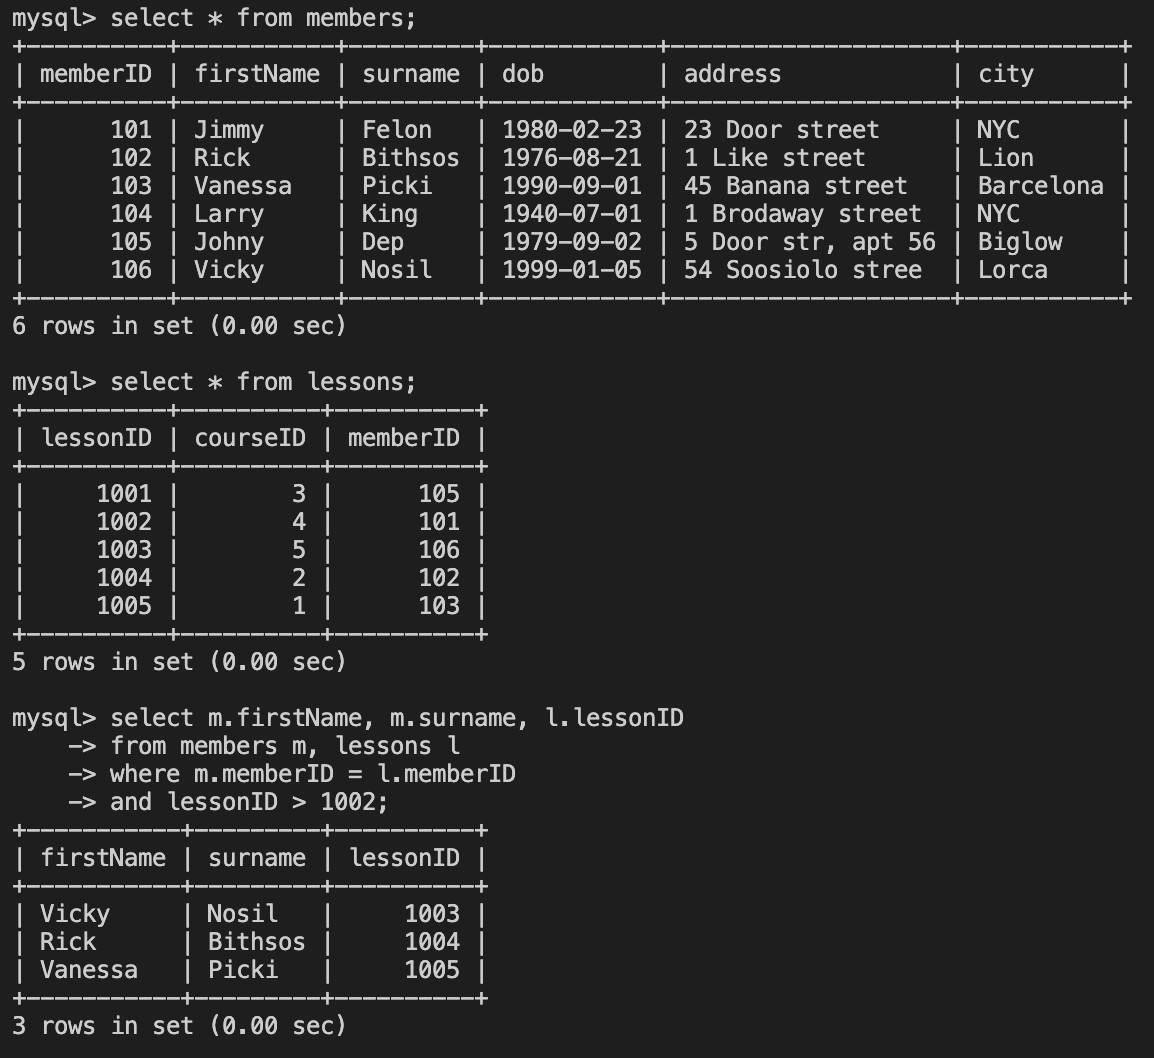 mysql> select * from members;
+----------+-----------+---------+------------+--------------------+-----------+
| memberID | firstName | surname | dob        | address            | city      |
+----------+-----------+---------+------------+--------------------+-----------+
|      101 | Jimmy     | Felon   | 1980-02-23 | 23 Door street     | NYC       |
|      102 | Rick      | Bithsos | 1976-08-21 | 1 Like street      | Lion      |
|      103 | Vanessa   | Picki   | 1990-09-01 | 45 Banana street   | Barcelona |
|      104 | Larry     | King    | 1940-07-01 | 1 Brodaway street  | NYC       |
|      105 | Johny     | Dep     | 1979-09-02 | 5 Door str, apt 56 | Biglow    |
|      106 | Vicky     | Nosil   | 1999-01-05 | 54 Soosiolo stree  | Lorca     |
+----------+-----------+---------+------------+--------------------+-----------+
6 rows in set (0.00 sec)

mysql> select * from lessons;
+----------+----------+----------+
| lessonID | courseID | memberID |
+----------+----------+----------+
|     1001 |        3 |      105 |
|     1002 |        4 |      101 |
|     1003 |        5 |      106 |
|     1004 |        2 |      102 |
|     1005 |        1 |      103 |
+----------+----------+----------+
5 rows in set (0.00 sec)

mysql> select m.firstName, m.surname, l.lessonID
    -> from members m, lessons l
    -> where m.memberID = l.memberID
    -> and lessonID > 1002;
+-----------+---------+----------+
| firstName | surname | lessonID |
+-----------+---------+----------+
| Vicky     | Nosil   |     1003 |
| Rick      | Bithsos |     1004 |
| Vanessa   | Picki   |     1005 |
+-----------+---------+----------+
3 rows in set (0.00 sec)